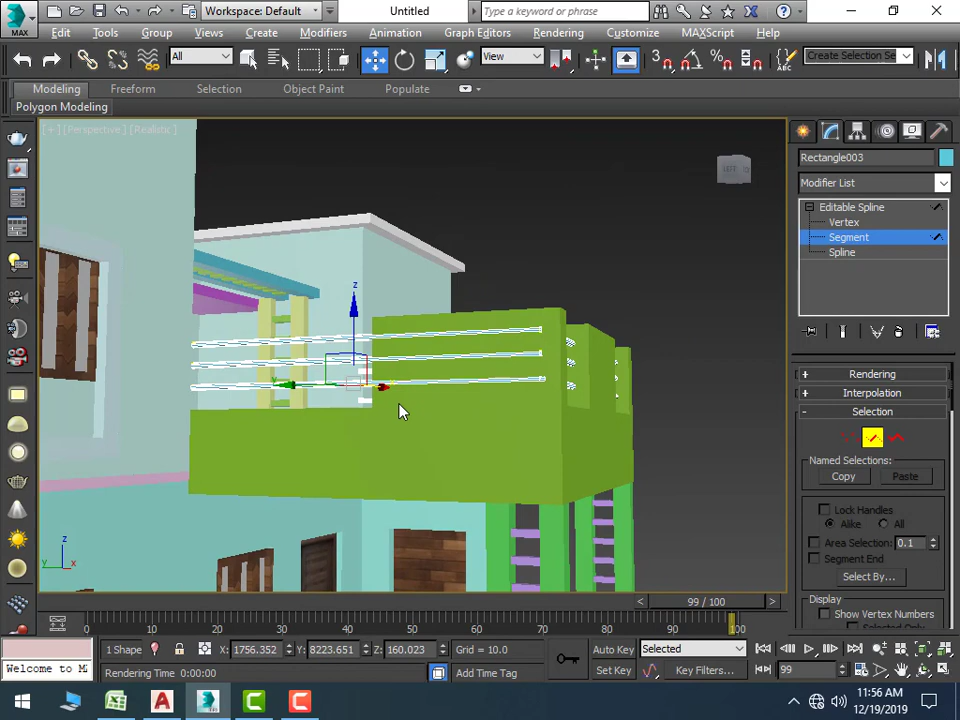 MAX
Workspace: Default
Untitled
Type a keyword or phrase
Edit Tools Group Views Create Modifiers Animation Graph Editors Rendering Customize MAXScript Help
All
View
3
Create Selection Se
Modeling Freeform Selection Object Paint Populate
Polygon Modeling
[+] [Perspective] [Realistic]
Rectangle003
Modifier List
Editable Spline
Vertex
Segment
Spline
z
y
x
+ Rendering
+ Interpolation
- Selection
Named Selections:
Copy Paste
Lock Handles
Alike All
Area Selection: 0.1
Segment End
Select By...
Display
Show Vertex Numbers
z
y x
< 99 / 100 >
0 10 20 30 40 50 60 70 80 90 100
1 Shape X: 1756.352 Y: 8223.651 Z: 160.023 Grid = 10.0 Auto Key Selected
Welcome to M
Rendering Time 0:00:00 Add Time Tag Set Key Key Filters... 99
11:56 AM
12/19/2019